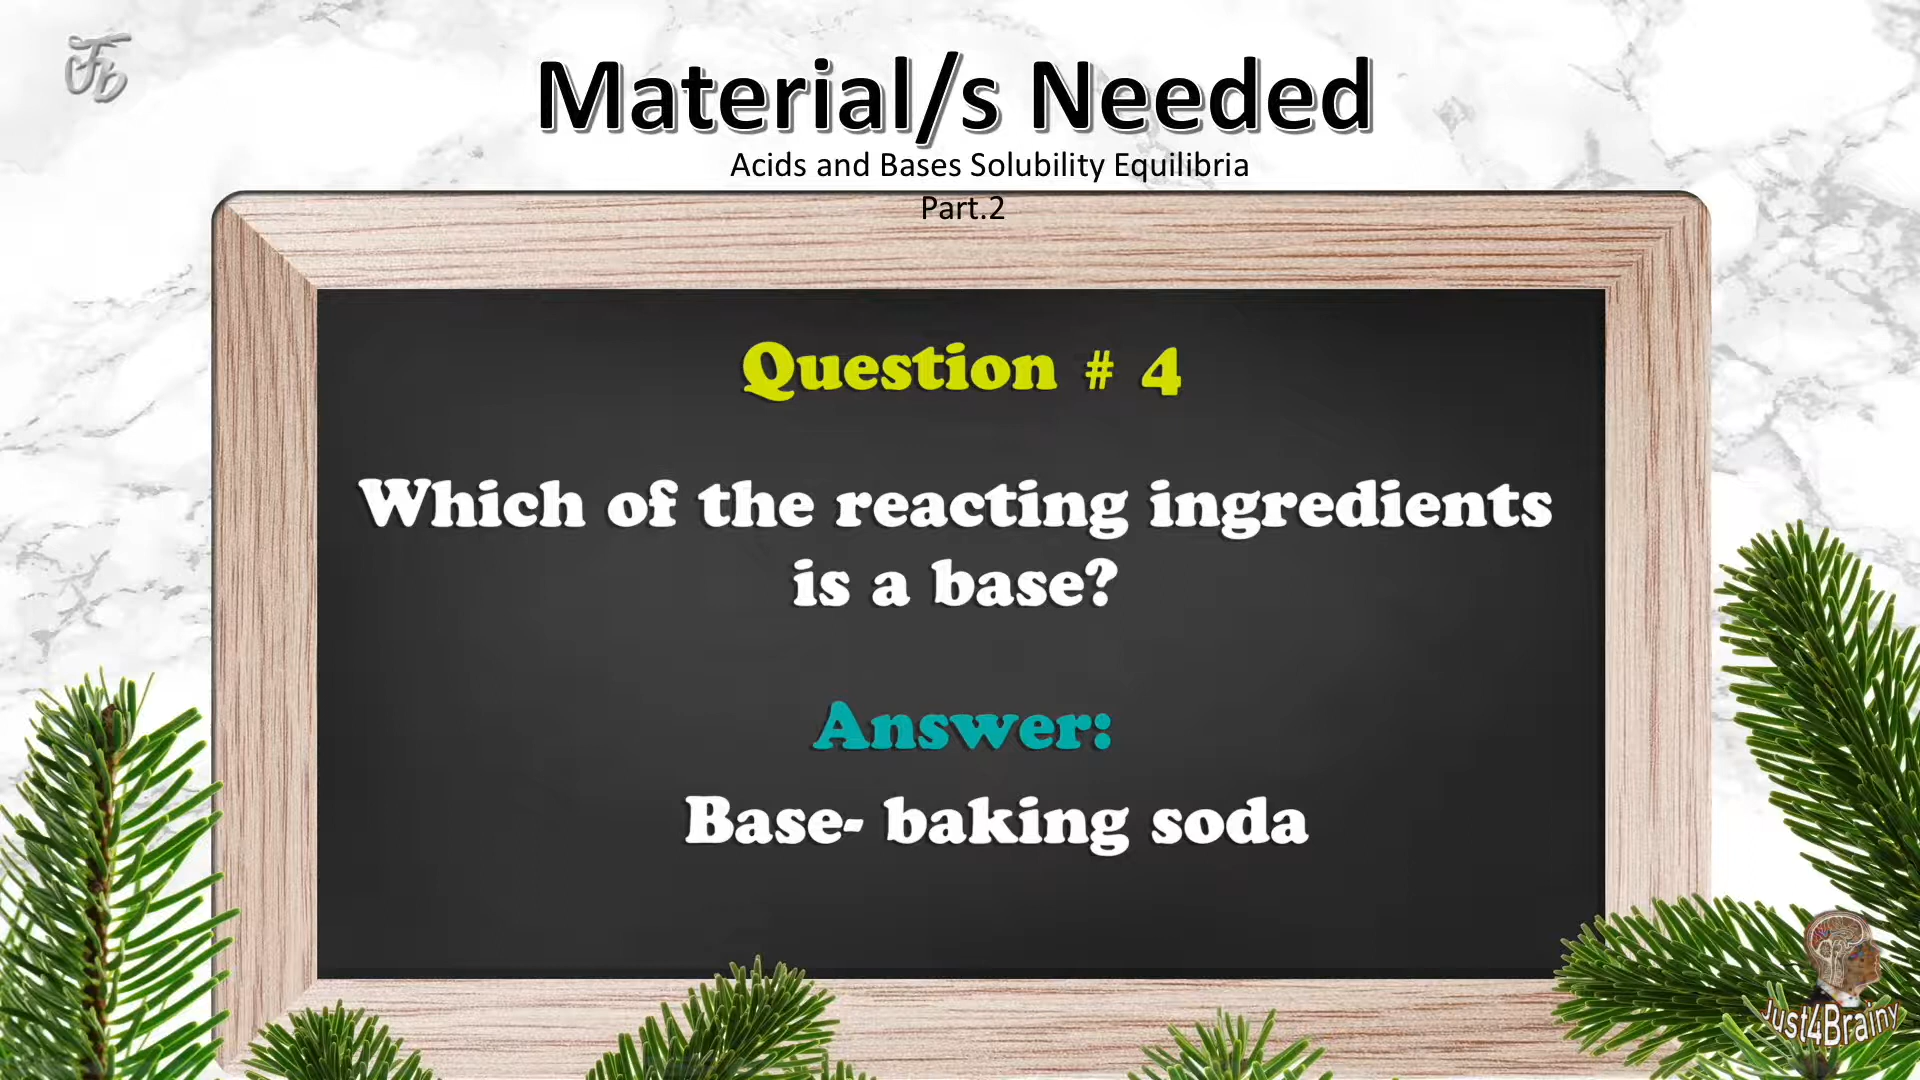 Material/s Needed
Acids and Bases Solubility Equilibria
Part.2
Question # 4
Which of the reacting ingredients
is a base?
Answer:
Base- baking soda
Just4Brainy